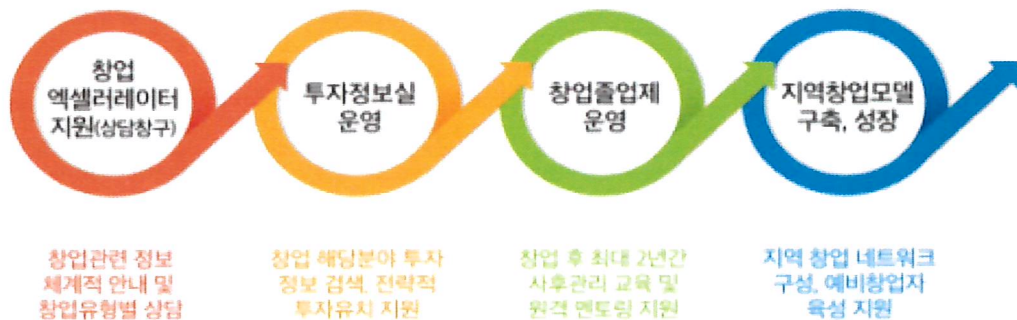 창업
엑셀러레이터
지원(상담창구)
투자정보실
운영
창업졸업제
운영
지역창업모델
구축, 성장
창업관련 정보
체계적 안내 및
창업유형별 상담
창업 해당분야 투자
정보 검색, 전략적
투자유치 지원
창업 후 최대 2년간
사후관리 교육 및
원격 멘토링 지원
지역 창업 네트워크
구성, 예비창업자
육성 지원